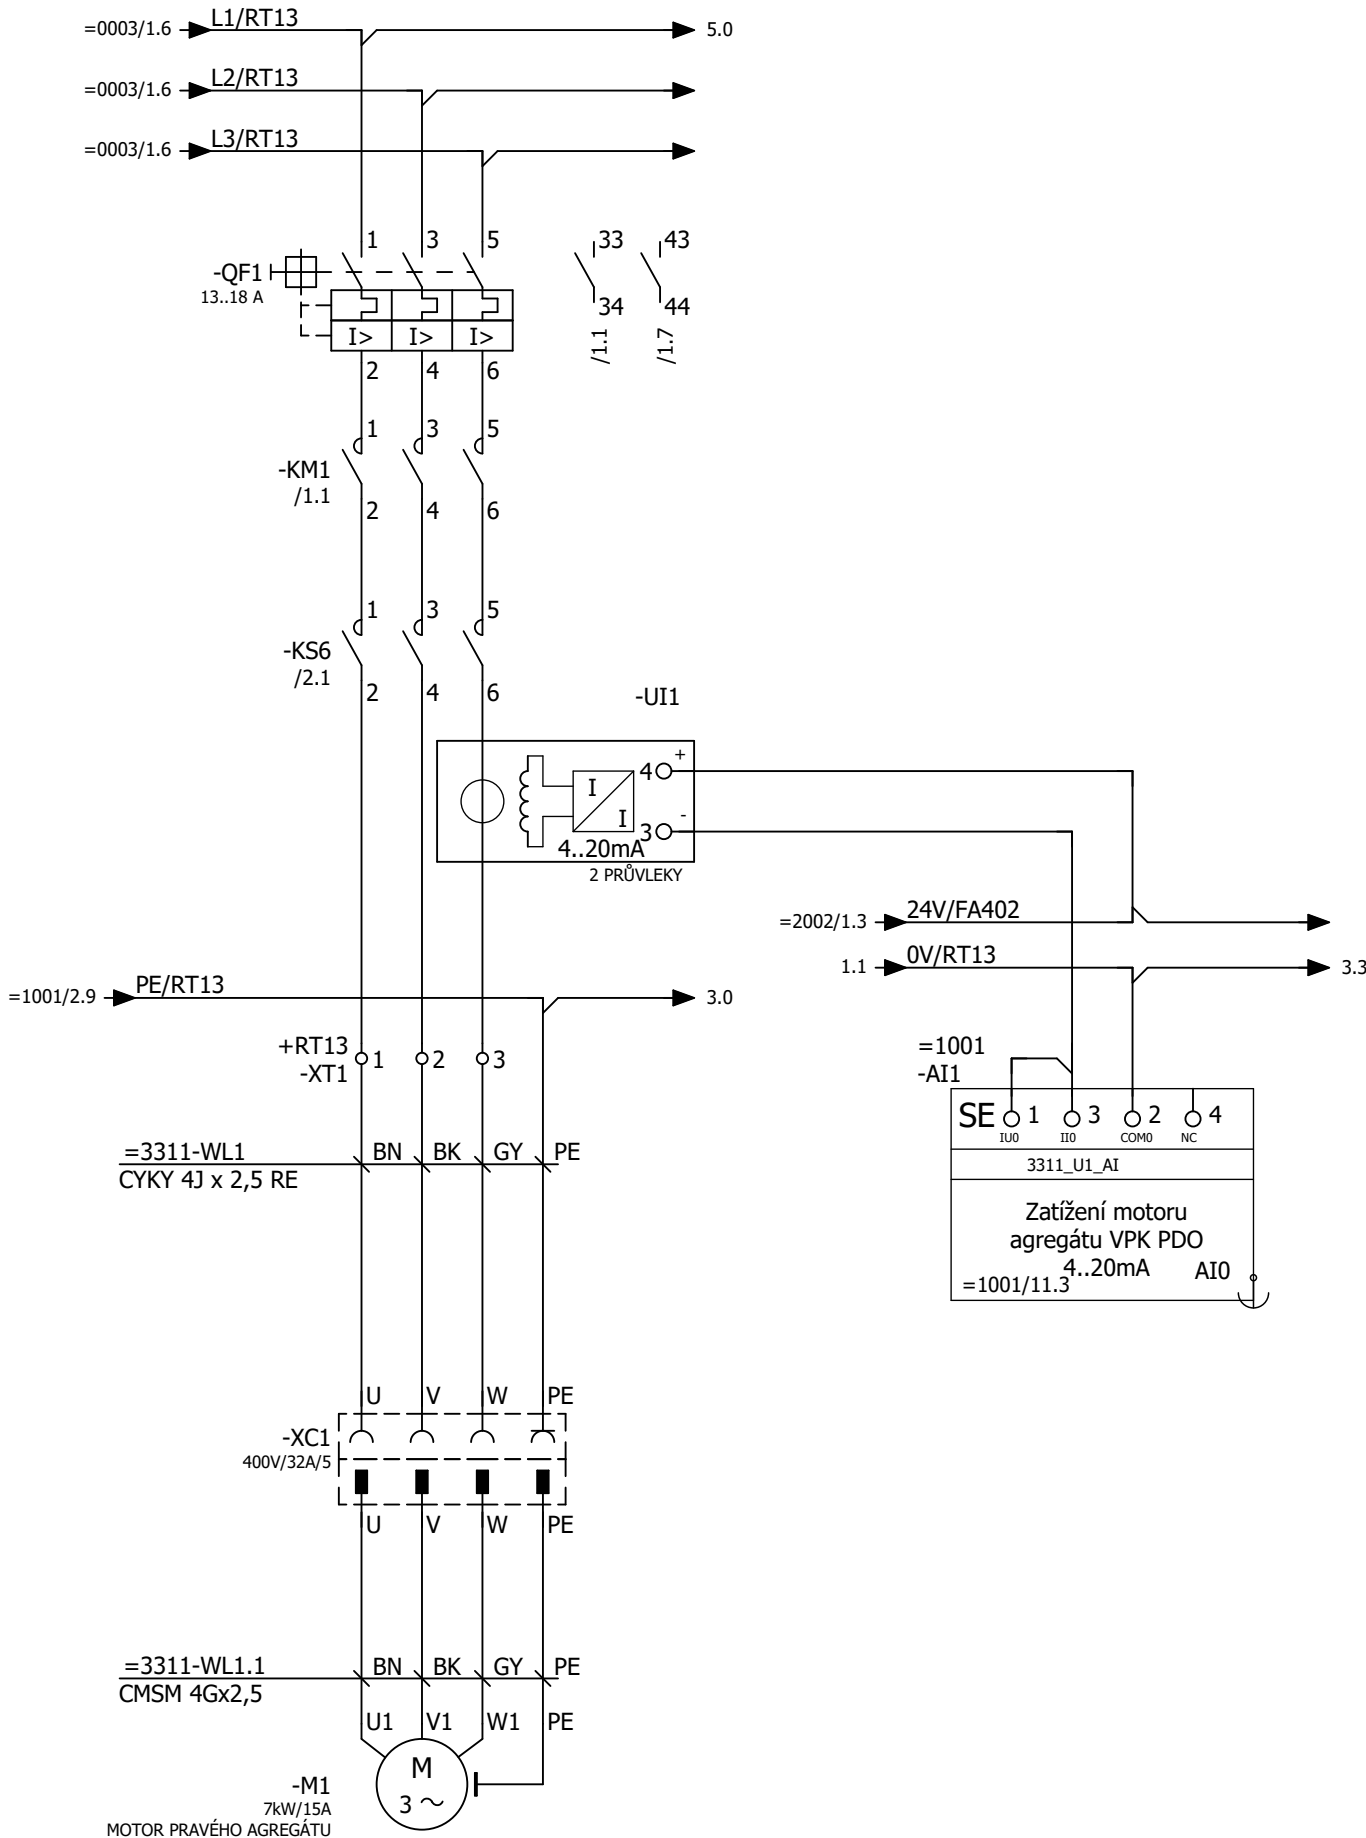 =0003/1.6 L1/RT13 5.0
=0003/1.6 L2/RT13
=0003/1.6 L3/RT13
1 3 5 33 43
-QF1
13..18 A
34 44
I> I> I>
/1.1 /1.7
2 4 6
1 3 5
-KM1
/1.1
2 4 6
1 3 5
-KS6
/2.1
2 4 6
-UI1
4 +
I
I
3 -
4..20mA
2 PRŮVLEKY
=2002/1.3 24V/FA402
1.1 0V/RT13 3.3
=1001/2.9 PE/RT13 3.0
+RT13
-XT1
1 2 3
=1001
-AI1
SE 1 3 2 4
IU0 II0 COM0 NC
3311_U1_AI
Zatížení motoru
agregátu VPK PDO
4..20mA AI0
=1001/11.3
=3311-WL1 BN BK GY PE
CYKY 4J x 2,5 RE
U V W PE
-XC1
400V/32A/5
U V W PE
=3311-WL1.1 BN BK GY PE
CMSM 4Gx2,5
U1 V1 W1 PE
M
3 ~
-M1
7kW/15A
MOTOR PRAVÉHO AGREGÁTU